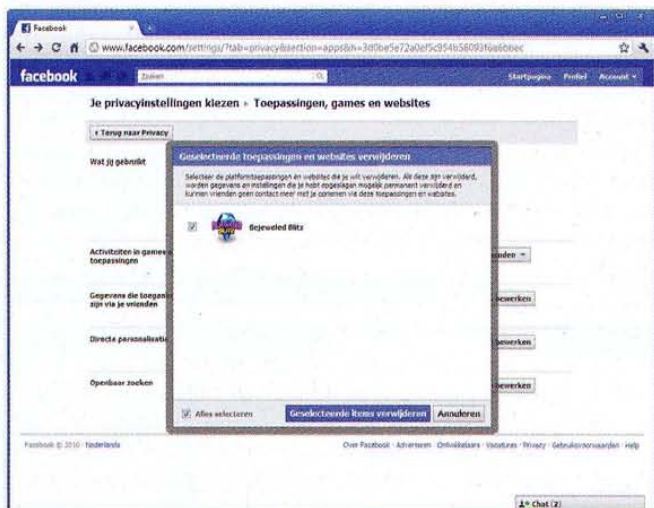 Facebook
www.facebook.com/settings/?tab=privacy&section=apps&h=3d0be5e72a0ef5c954b58093f6a6bbec
facebook
Zoeken
Startpagina Profiel Account
Je privacyinstellingen kiezen ▸ Toepassingen, games en websites
Terug naar Privacy
Wat jij gebruikt
Geselecteerde toepassingen en websites verwijderen
Selecteer de platformtoepassingen en websites die je wilt verwijderen. Als deze zijn verwijderd,
worden gegevens en instellingen die je hebt opgeslagen mogelijk permanent verwijderd en
kunnen vrienden geen contact meer met je opnemen via deze toepassingen en websites.
Bejeweled Blitz
Activiteiten in games
toepassingen
Gegevens die
zijn via je vrienden
bewerken
Directe
bewerken
Openbaar zoeken
bewerken
Alles selecteren
Geselecteerde items verwijderen
Annuleren
Facebook © 2010 · Nederlands
Over Facebook · Adverteren · Ontwikkelaars · Vacatures · Privacy · Gebruiksvoorwaarden · Help
Chat (2)